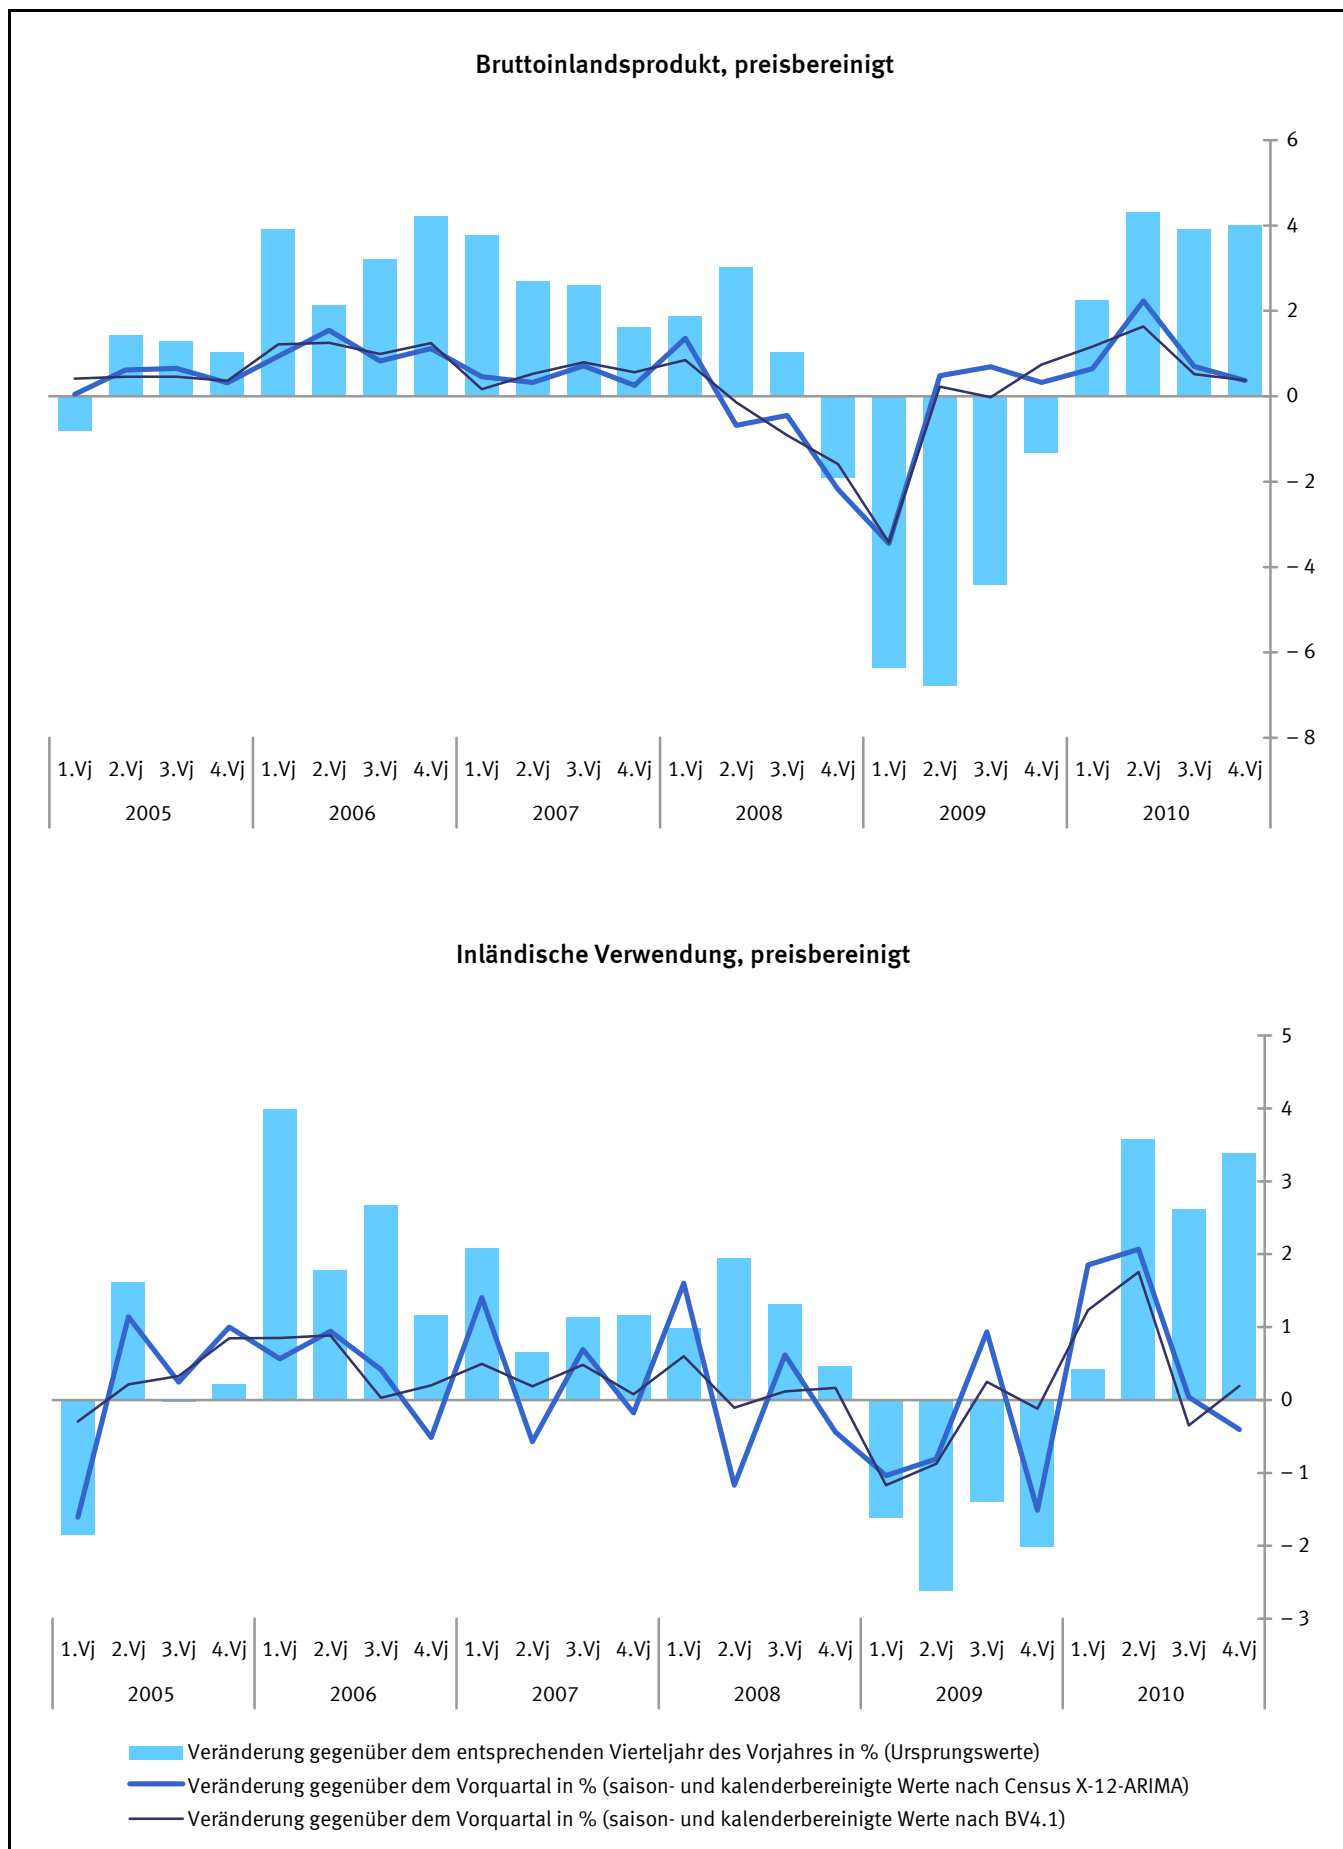 Bruttoinlandsprodukt, preisbereinigt
6
4
2
0
– 2
– 4
– 6
– 8
1.Vj 2.Vj 3.Vj 4.Vj 1.Vj 2.Vj 3.Vj 4.Vj 1.Vj 2.Vj 3.Vj 4.Vj 1.Vj 2.Vj 3.Vj 4.Vj 1.Vj 2.Vj 3.Vj 4.Vj 1.Vj 2.Vj 3.Vj 4.Vj
2005 2006 2007 2008 2009 2010
Inländische Verwendung, preisbereinigt
5
4
3
2
1
0
– 1
– 2
– 3
1.Vj 2.Vj 3.Vj 4.Vj 1.Vj 2.Vj 3.Vj 4.Vj 1.Vj 2.Vj 3.Vj 4.Vj 1.Vj 2.Vj 3.Vj 4.Vj 1.Vj 2.Vj 3.Vj 4.Vj 1.Vj 2.Vj 3.Vj 4.Vj
2005 2006 2007 2008 2009 2010
Veränderung gegenüber dem entsprechenden Vierteljahr des Vorjahres in % (Ursprungswerte)
Veränderung gegenüber dem Vorquartal in % (saison- und kalenderbereinigte Werte nach Census X-12-ARIMA)
Veränderung gegenüber dem Vorquartal in % (saison- und kalenderbereinigte Werte nach BV4.1)